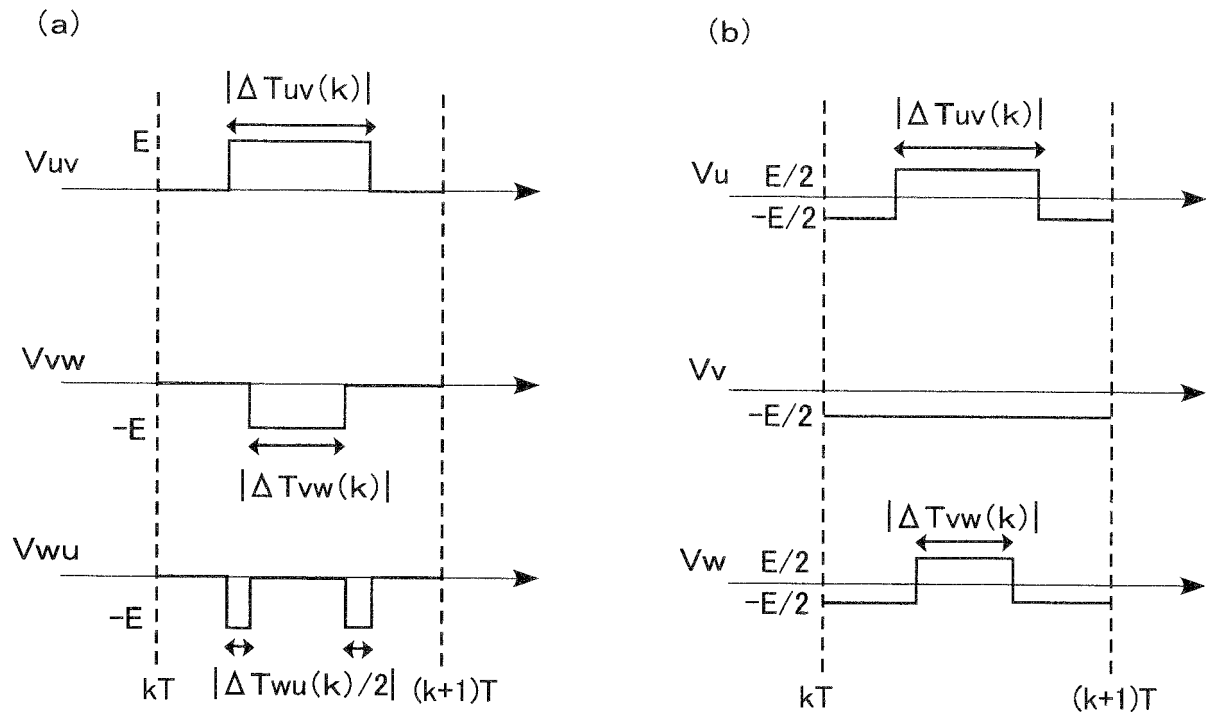 (a)
|ΔTuv(k)|
E
Vuv
Vvw
-E
|ΔTvw(k)|
Vwu
-E
kT
|ΔTwu(k)/2|
(k+1)T
(b)
|ΔTuv(k)|
Vu
E/2
-E/2
Vv
-E/2
|ΔTvw(k)|
Vw
E/2
-E/2
kT
(k+1)T